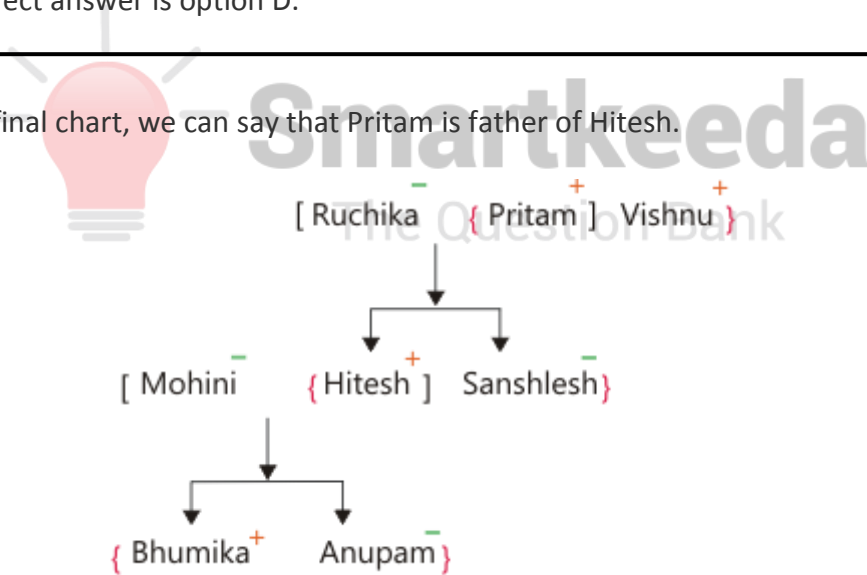 rect answer is option D.
Smartkeeda
The Question Bank
final chart, we can say that Pritam is father of Hitesh.
[ Ruchika − { Pritam + ] Vishnu + }
[ Mohini − { Hitesh + ] Sanshlesh − }
{ Bhumika + Anupam − }